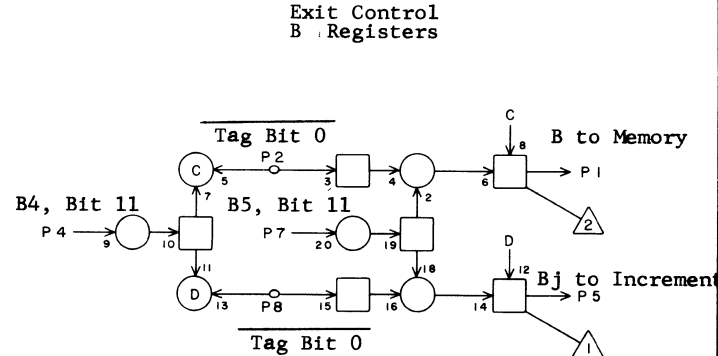 Exit Control
B Registers
C
Tag Bit 0
B to Memory
P2
8
C
5
3
4
6
P1
7
2
B4, Bit 11
B5, Bit 11
2
P4
P7
9
10
20
19
D
11
18
12
Bj to Increment
D
13
P8
15
16
14
P5
Tag Bit 0
1